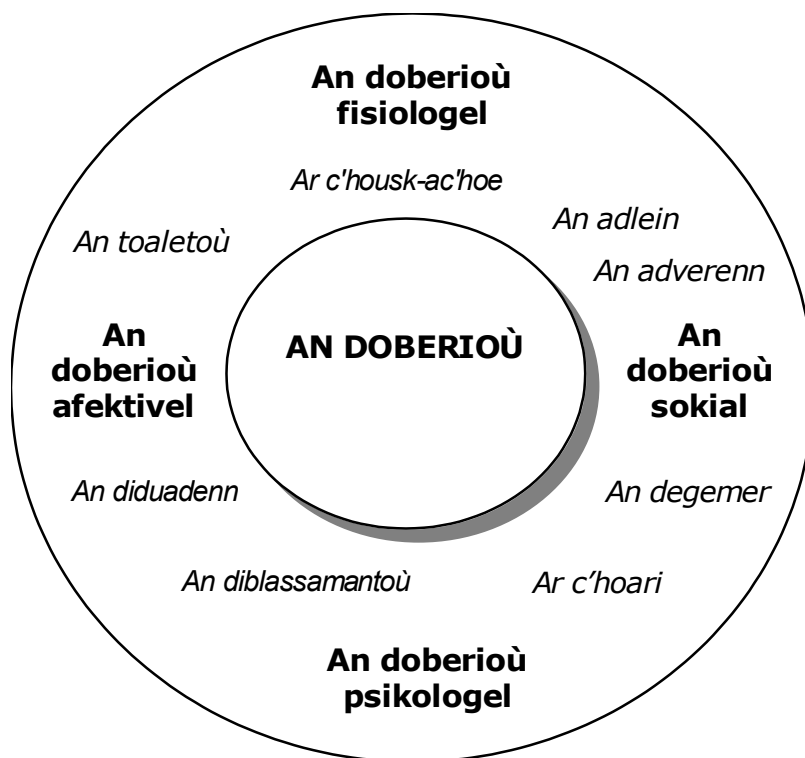 An doberioù
fisiologel
Ar c'housk-ac'hoe
An adlein
An toaletoù
An adverenn
An
doberioù
afektivel
AN DOBERIOÙ
An
doberioù
sokial
An diduadenn
An degemer
An diblassamantoù
Ar c’hoari
An doberioù
psikologel